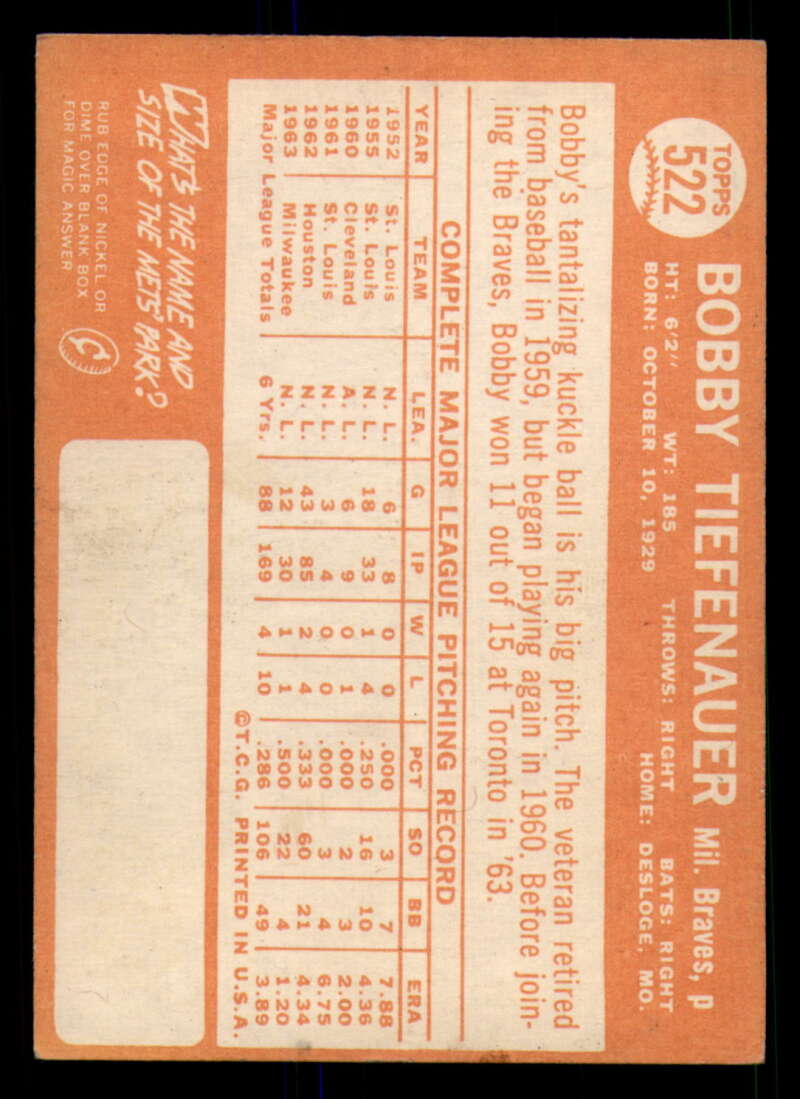 TOPPS
522
BOBBY TIEFENAUER Mil. Braves, p
HT: 6'2" WT: 185 THROWS: RIGHT BATS: RIGHT
BORN: OCTOBER 10, 1929 HOME: DESLOGE, MO.
Bobby's tantalizing kuckle ball is his big pitch. The veteran retired
from baseball in 1959, but began playing again in 1960. Before join-
ing the Braves, Bobby won 11 out of 15 at Toronto in '63.
COMPLETE MAJOR LEAGUE PITCHING RECORD
YEAR TEAM LEA. G IP W L PCT SO BB ERA
1952 St. Louis N. L. 6 8 0 0 .000 3 7 7.88
1955 St. Louis N. L. 18 33 1 4 .250 16 10 4.36
1960 Cleveland A. L. 6 9 0 1 .000 2 3 2.00
1961 St. Louis N. L. 3 4 0 0 .000 3 4 6.75
1962 Houston N. L. 43 85 2 4 .333 60 21 4.34
1963 Milwaukee N. L. 12 30 1 1 .500 22 4 1.20
Major League Totals 6 Yrs. 88 169 4 10 .286 106 49 3.89
©T.C.G. PRINTED IN U.S.A.
WHAT'S THE NAME AND
SIZE OF THE METS' PARK?
RUB EDGE OF NICKEL OR
DIME OVER BLANK BOX
FOR MAGIC ANSWER